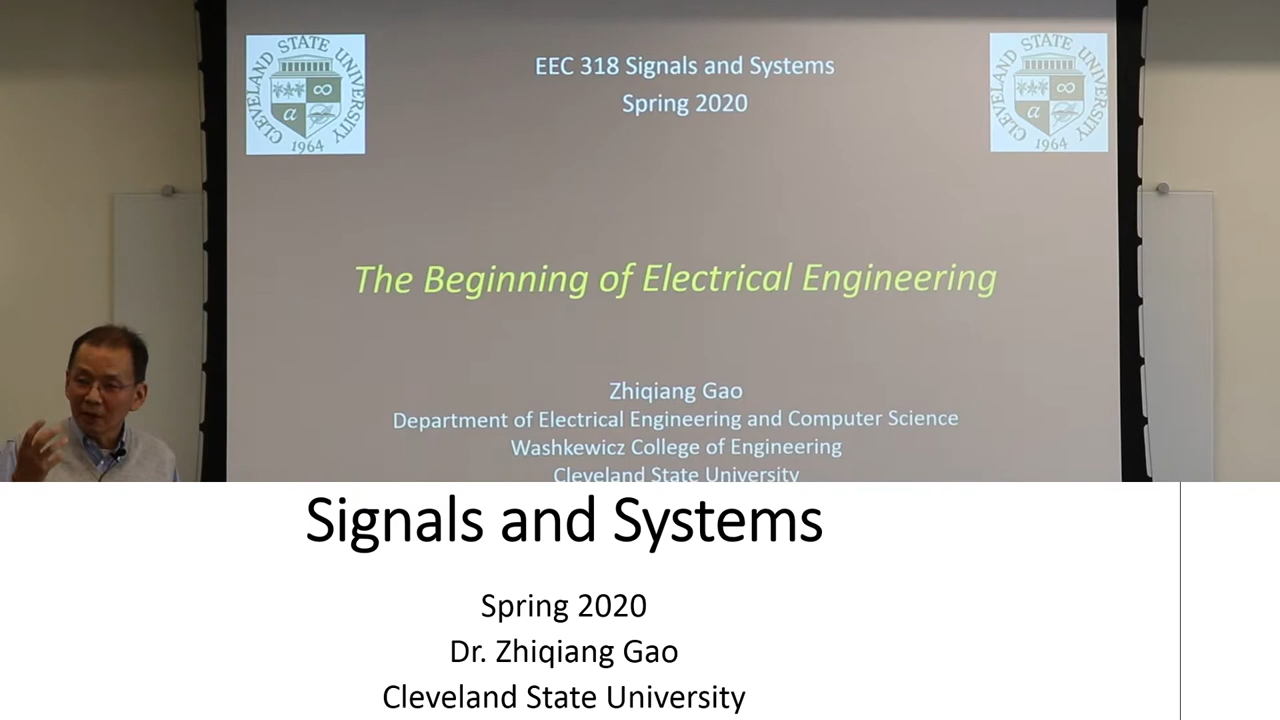 CLEVELAND STATE UNIVERSITY
∞
a
1964
EEC 318 Signals and Systems
Spring 2020
CLEVELAND STATE UNIVERSITY
∞
a
1964
The Beginning of Electrical Engineering
Zhiqiang Gao
Department of Electrical Engineering and Computer Science
Washkewicz College of Engineering
Cleveland State University
Signals and Systems
Spring 2020
Dr. Zhiqiang Gao
Cleveland State University